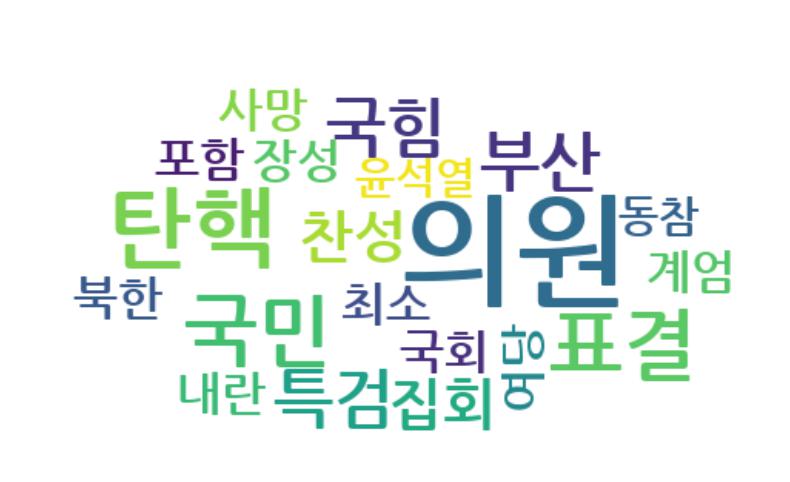 사망
국힘
포함
장성
윤석열
부산
탄핵
찬성
의원
동참
계엄
북한
국민
최소
국회
여당
표결
내란
특검
집회